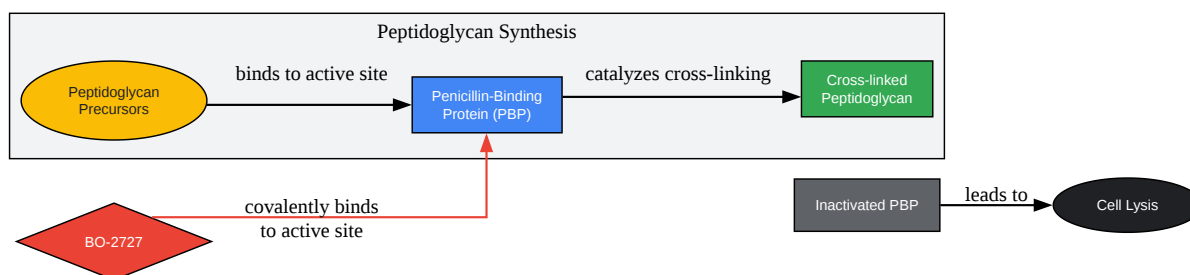 Peptidoglycan Synthesis
Peptidoglycan
Precursors
binds to active site
Penicillin-Binding
Protein (PBP)
catalyzes cross-linking
Cross-linked
Peptidoglycan
BO-2727
covalently binds
to active site
Inactivated PBP
leads to
Cell Lysis